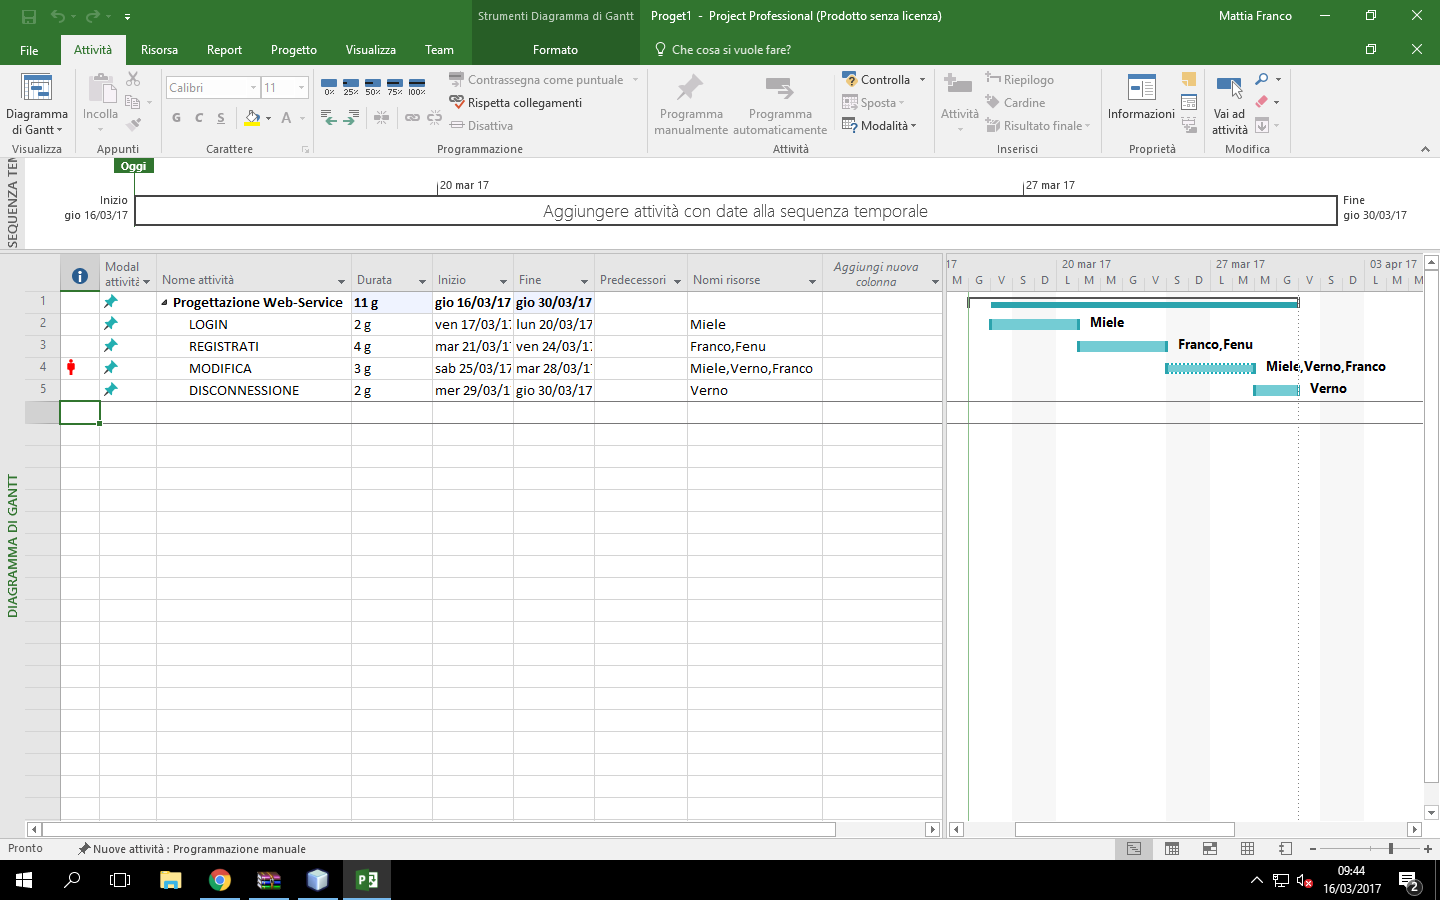 Strumenti Diagramma di Gantt
Proget1 - Project Professional (Prodotto senza licenza)
Mattia Franco
File
Attività
Risorsa
Report
Progetto
Visualizza
Team
Formato
Che cosa si vuole fare?
Diagramma
di Gantt
Visualizza
Incolla
Appunti
Calibri
11
G C S
A
Carattere
0% 25% 50% 75% 100%
Contrassegna come puntuale
Rispetta collegamenti
Disattiva
Programmazione
Programma
manualmente
Programma
automaticamente
Controlla
Sposta
Modalità
Attività
Attività
Riepilogo
Cardine
Risultato finale
Inserisci
Informazioni
Proprietà
Vai ad
attività
Modifica
SEQUENZA TEM
Oggi
20 mar 17
27 mar 17
Inizio
gio 16/03/17
Aggiungere attività con date alla sequenza temporale
Fine
gio 30/03/17
DIAGRAMMA DI GANTT
Modal
attività
Nome attività
Durata
Inizio
Fine
Predecessori
Nomi risorse
Aggiungi nuova
colonna
17
20 mar 17
27 mar 17
03 apr 17
M G V S D L M M G V S D L M M G V S D L M M
1 Progettazione Web-Service 11 g gio 16/03/17 gio 30/03/17
2 LOGIN 2 g ven 17/03/17 lun 20/03/17 Miele
3 REGISTRATI 4 g mar 21/03/17 ven 24/03/17 Franco,Fenu
4 MODIFICA 3 g sab 25/03/17 mar 28/03/17 Miele,Verno,Franco
5 DISCONNESSIONE 2 g mer 29/03/1 gio 30/03/17 Verno
Miele
Franco,Fenu
Miele,Verno,Franco
Verno
Pronto
Nuove attività : Programmazione manuale
09:44
16/03/2017
2